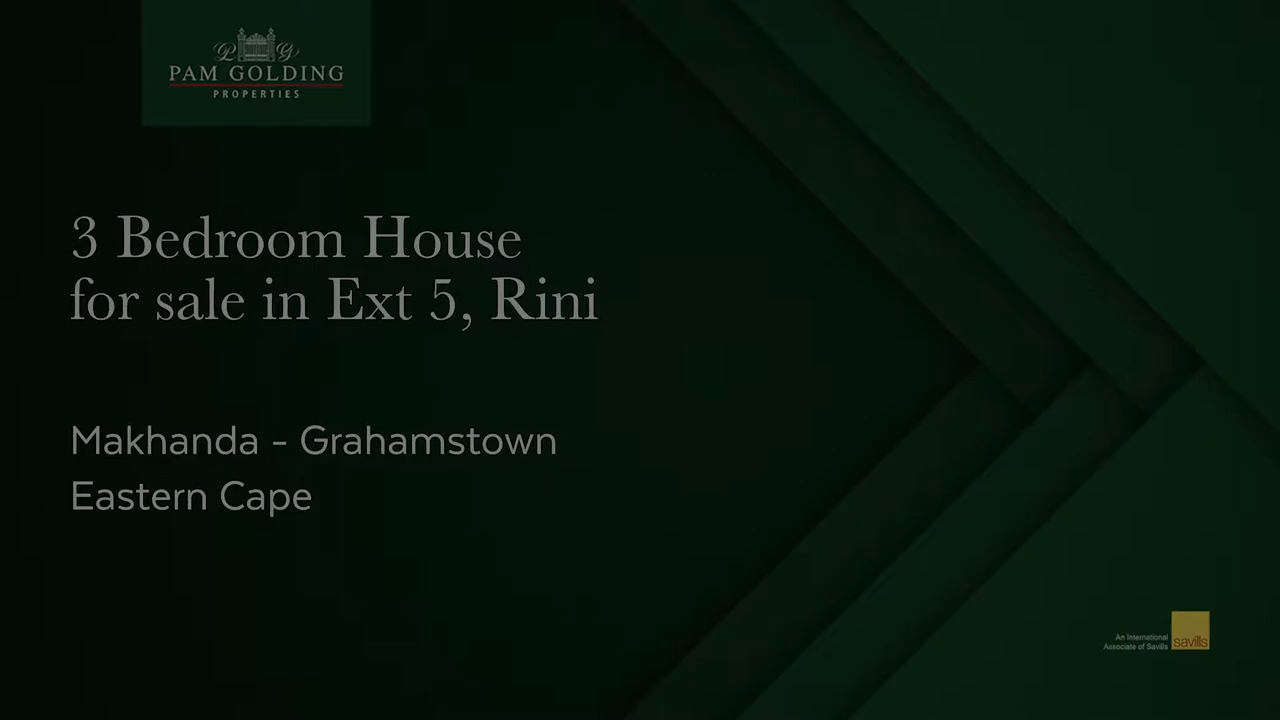 PAM GOLDING
PROPERTIES
3 Bedroom House
for sale in Ext 5, Rini
Makhanda - Grahamstown
Eastern Cape
An International
Associate of Savills
savills